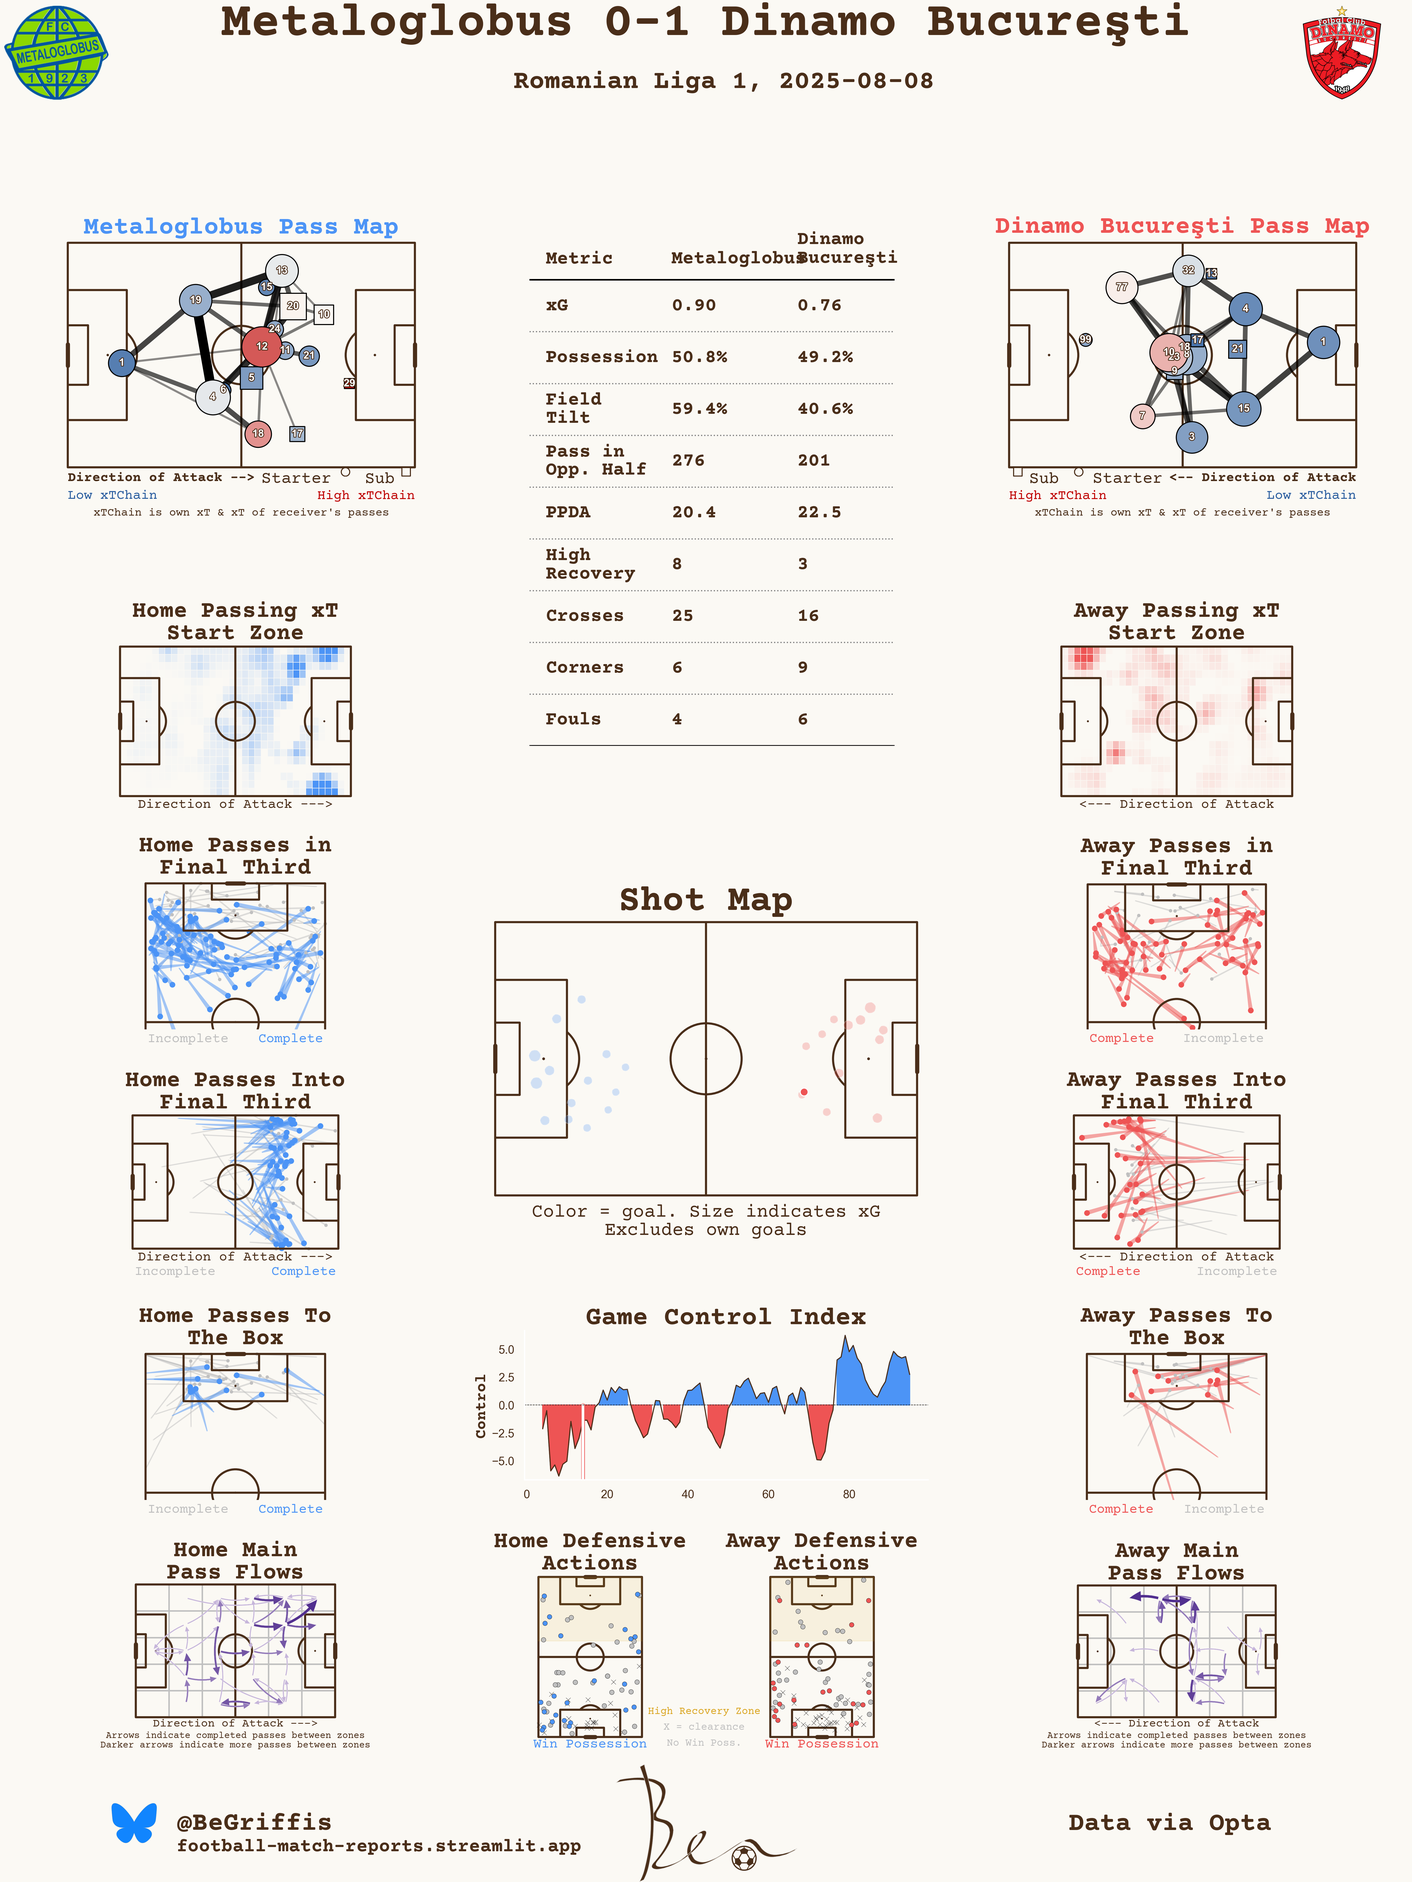 Metaloglobus 0-1 Dinamo Bucureşti
Romanian Liga 1, 2025-08-08
FC
METALOGLOBUS
1923
Fotbal Club
DINAMO
BUCUREŞTI
1948
Metaloglobus Pass Map
13
15
19
20
10
24
12
11
21
1
5
6
4
29
18
17
Direction of Attack --> Starter Sub
Low xTChain High xTChain
xTChain is own xT & xT of receiver's passes
Metric Metaloglobus Dinamo Bucureşti
xG 0.90 0.76
Possession 50.8% 49.2%
Field Tilt 59.4% 40.6%
Pass in Opp. Half 276 201
PPDA 20.4 22.5
High Recovery 8 3
Crosses 25 16
Corners 6 9
Fouls 4 6
Dinamo Bucureşti Pass Map
32
13
77
4
99
17
18
10
23
8
21
1
9
7
15
3
Sub Starter <-- Direction of Attack
High xTChain Low xTChain
xTChain is own xT & xT of receiver's passes
Home Passing xT
Start Zone
Direction of Attack --->
Away Passing xT
Start Zone
<--- Direction of Attack
Home Passes in
Final Third
Incomplete Complete
Away Passes in
Final Third
Complete Incomplete
Shot Map
Color = goal. Size indicates xG
Excludes own goals
Home Passes Into
Final Third
Direction of Attack --->
Incomplete Complete
Away Passes Into
Final Third
<--- Direction of Attack
Complete Incomplete
Home Passes To
The Box
Incomplete Complete
Game Control Index
Control
5.0
2.5
0.0
−2.5
−5.0
0 20 40 60 80
Away Passes To
The Box
Complete Incomplete
Home Main
Pass Flows
Direction of Attack --->
Arrows indicate completed passes between zones
Darker arrows indicate more passes between zones
Home Defensive
Actions
Win Possession
High Recovery Zone
X = clearance
No Win Poss.
Away Defensive
Actions
Win Possession
Away Main
Pass Flows
<--- Direction of Attack
Arrows indicate completed passes between zones
Darker arrows indicate more passes between zones
@BeGriffis
football-match-reports.streamlit.app
Ben
Data via Opta